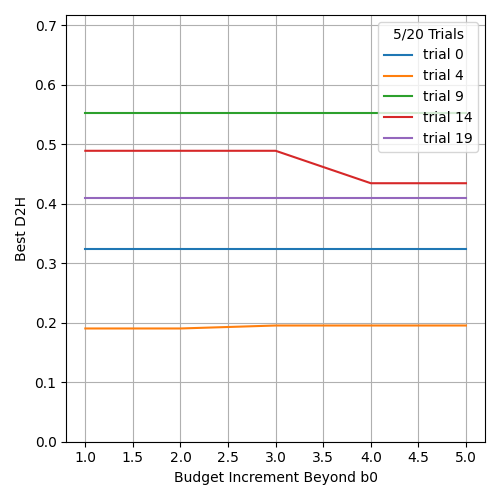 5/20 Trials
trial 0
trial 4
trial 9
trial 14
trial 19
Best D2H
0.7
0.6
0.5
0.4
0.3
0.2
0.1
0.0
1.0 1.5 2.0 2.5 3.0 3.5 4.0 4.5 5.0
Budget Increment Beyond b0